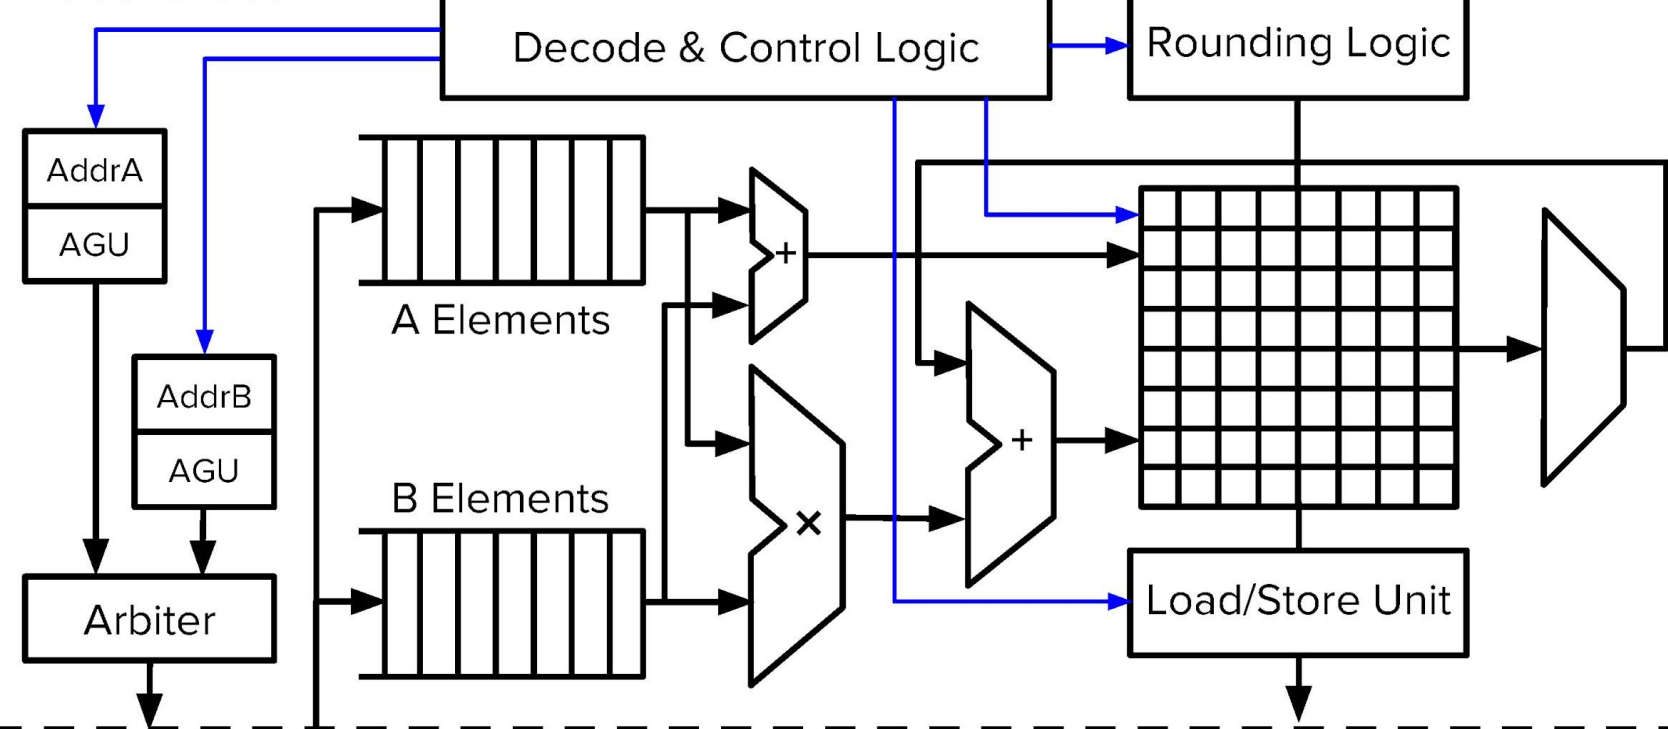 Decode & Control Logic
Rounding Logic
AddrA
AGU
+
A Elements
AddrB
AGU
+
B Elements
×
Arbiter
Load/Store Unit